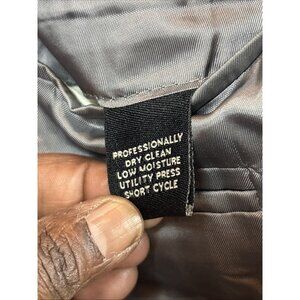 PROFESSIONALLY
DRY CLEAN
LOW MOISTURE
UTILITY PRESS
SHORT CYCLE